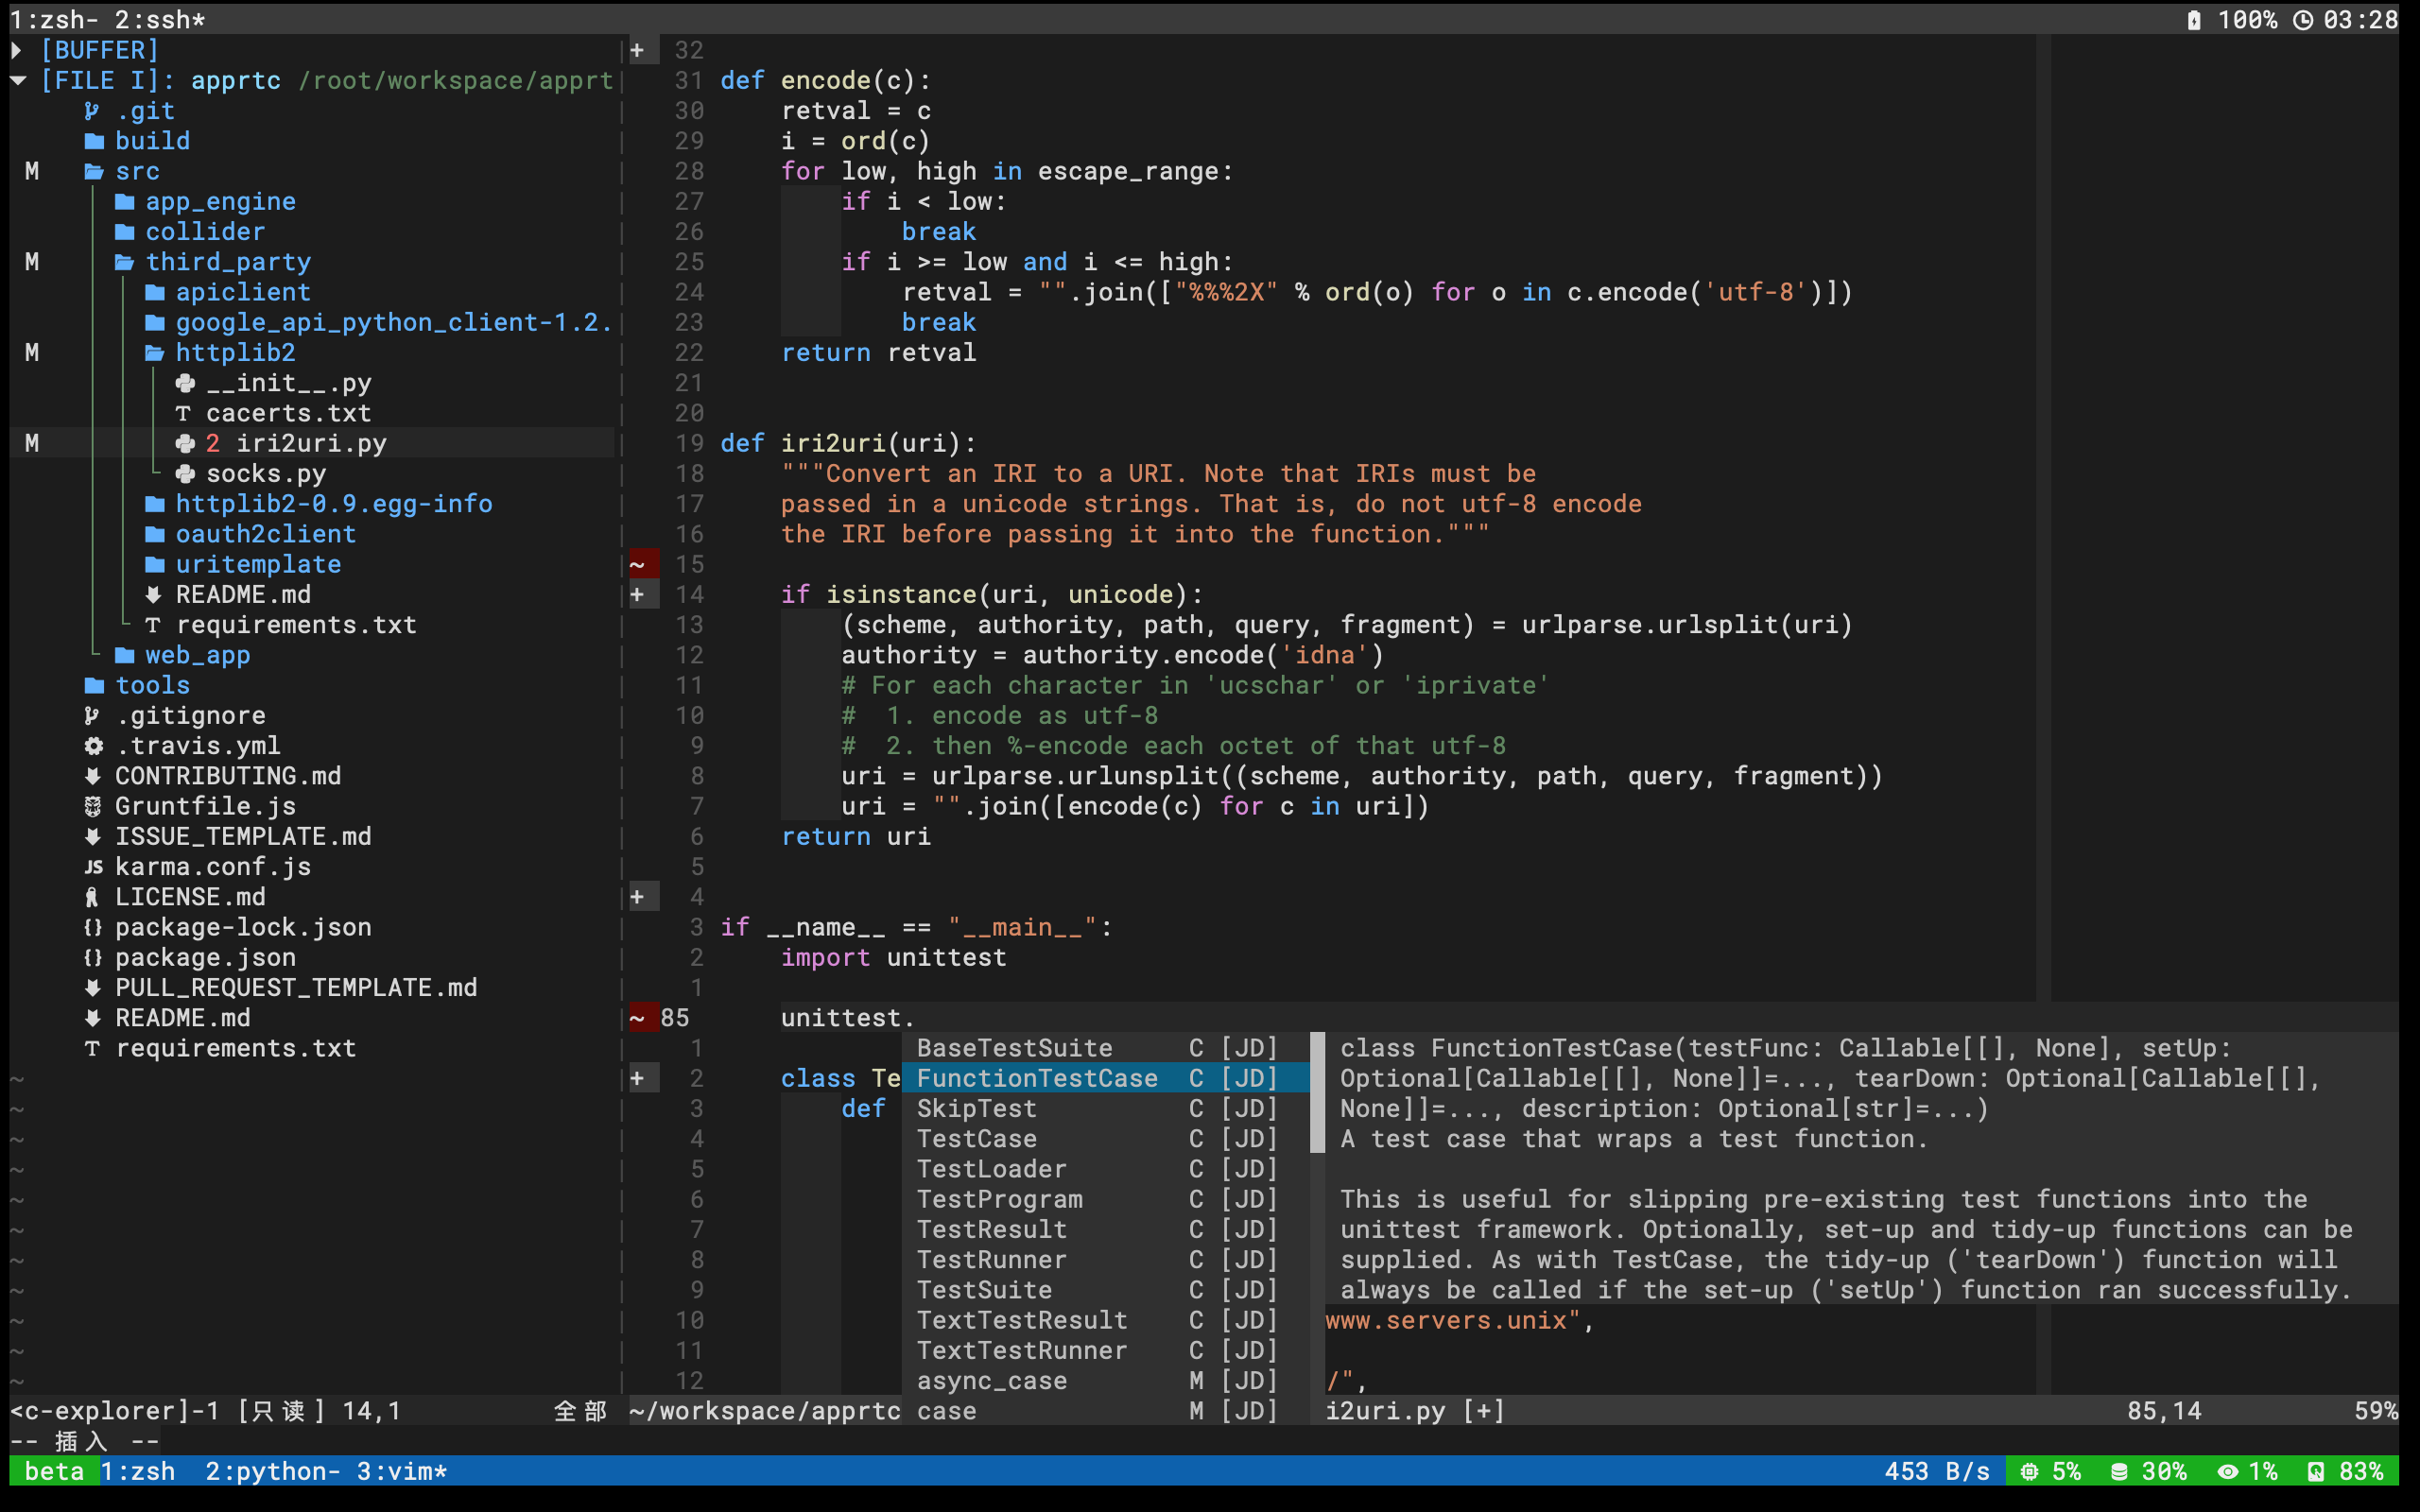 1:zsh- 2:ssh* 100% 03:28
[BUFFER]
[FILE I]: apprtc /root/workspace/apprt
.git
build
M src
app_engine
collider
M third_party
apiclient
google_api_python_client-1.2.
M httplib2
__init__.py
cacerts.txt
M 2 iri2uri.py
socks.py
httplib2-0.9.egg-info
oauth2client
uritemplate
README.md
requirements.txt
web_app
tools
.gitignore
.travis.yml
CONTRIBUTING.md
Gruntfile.js
ISSUE_TEMPLATE.md
JS karma.conf.js
LICENSE.md
{} package-lock.json
{} package.json
PULL_REQUEST_TEMPLATE.md
README.md
requirements.txt
~
~
~
~
~
~
~
~
~
~
~
<c-explorer]-1 [只读] 14,1 全部
+ 32
31 def encode(c):
30     retval = c
29     i = ord(c)
28     for low, high in escape_range:
27         if i < low:
26             break
25         if i >= low and i <= high:
24             retval = "".join(["%%%2X" % ord(o) for o in c.encode('utf-8')])
23             break
22     return retval
21
20
19 def iri2uri(uri):
18     """Convert an IRI to a URI. Note that IRIs must be
17     passed in a unicode strings. That is, do not utf-8 encode
16     the IRI before passing it into the function."""
~ 15
+ 14     if isinstance(uri, unicode):
13         (scheme, authority, path, query, fragment) = urlparse.urlsplit(uri)
12         authority = authority.encode('idna')
11         # For each character in 'ucschar' or 'iprivate'
10         #  1. encode as utf-8
9         #  2. then %-encode each octet of that utf-8
8         uri = urlparse.urlunsplit((scheme, authority, path, query, fragment))
7         uri = "".join([encode(c) for c in uri])
6     return uri
5
+ 4
3 if __name__ == "__main__":
2     import unittest
1
~ 85     unittest.
1
+ 2     class Te
3         def
4
5
6
7
8
9
10
11
12
BaseTestSuite C [JD]
FunctionTestCase C [JD]
SkipTest C [JD]
TestCase C [JD]
TestLoader C [JD]
TestProgram C [JD]
TestResult C [JD]
TestRunner C [JD]
TestSuite C [JD]
TextTestResult C [JD]
TextTestRunner C [JD]
async_case M [JD]
case M [JD]
class FunctionTestCase(testFunc: Callable[[], None], setUp:
Optional[Callable[[], None]]=..., tearDown: Optional[Callable[[],
None]]=..., description: Optional[str]=...)
A test case that wraps a test function.
This is useful for slipping pre-existing test functions into the
unittest framework. Optionally, set-up and tidy-up functions can be
supplied. As with TestCase, the tidy-up ('tearDown') function will
always be called if the set-up ('setUp') function ran successfully.
www.servers.unix",
/",
~/workspace/apprtc i2uri.py [+] 85,14 59%
-- 插入 --
beta 1:zsh 2:python- 3:vim* 453 B/s 5% 30% 1% 83%